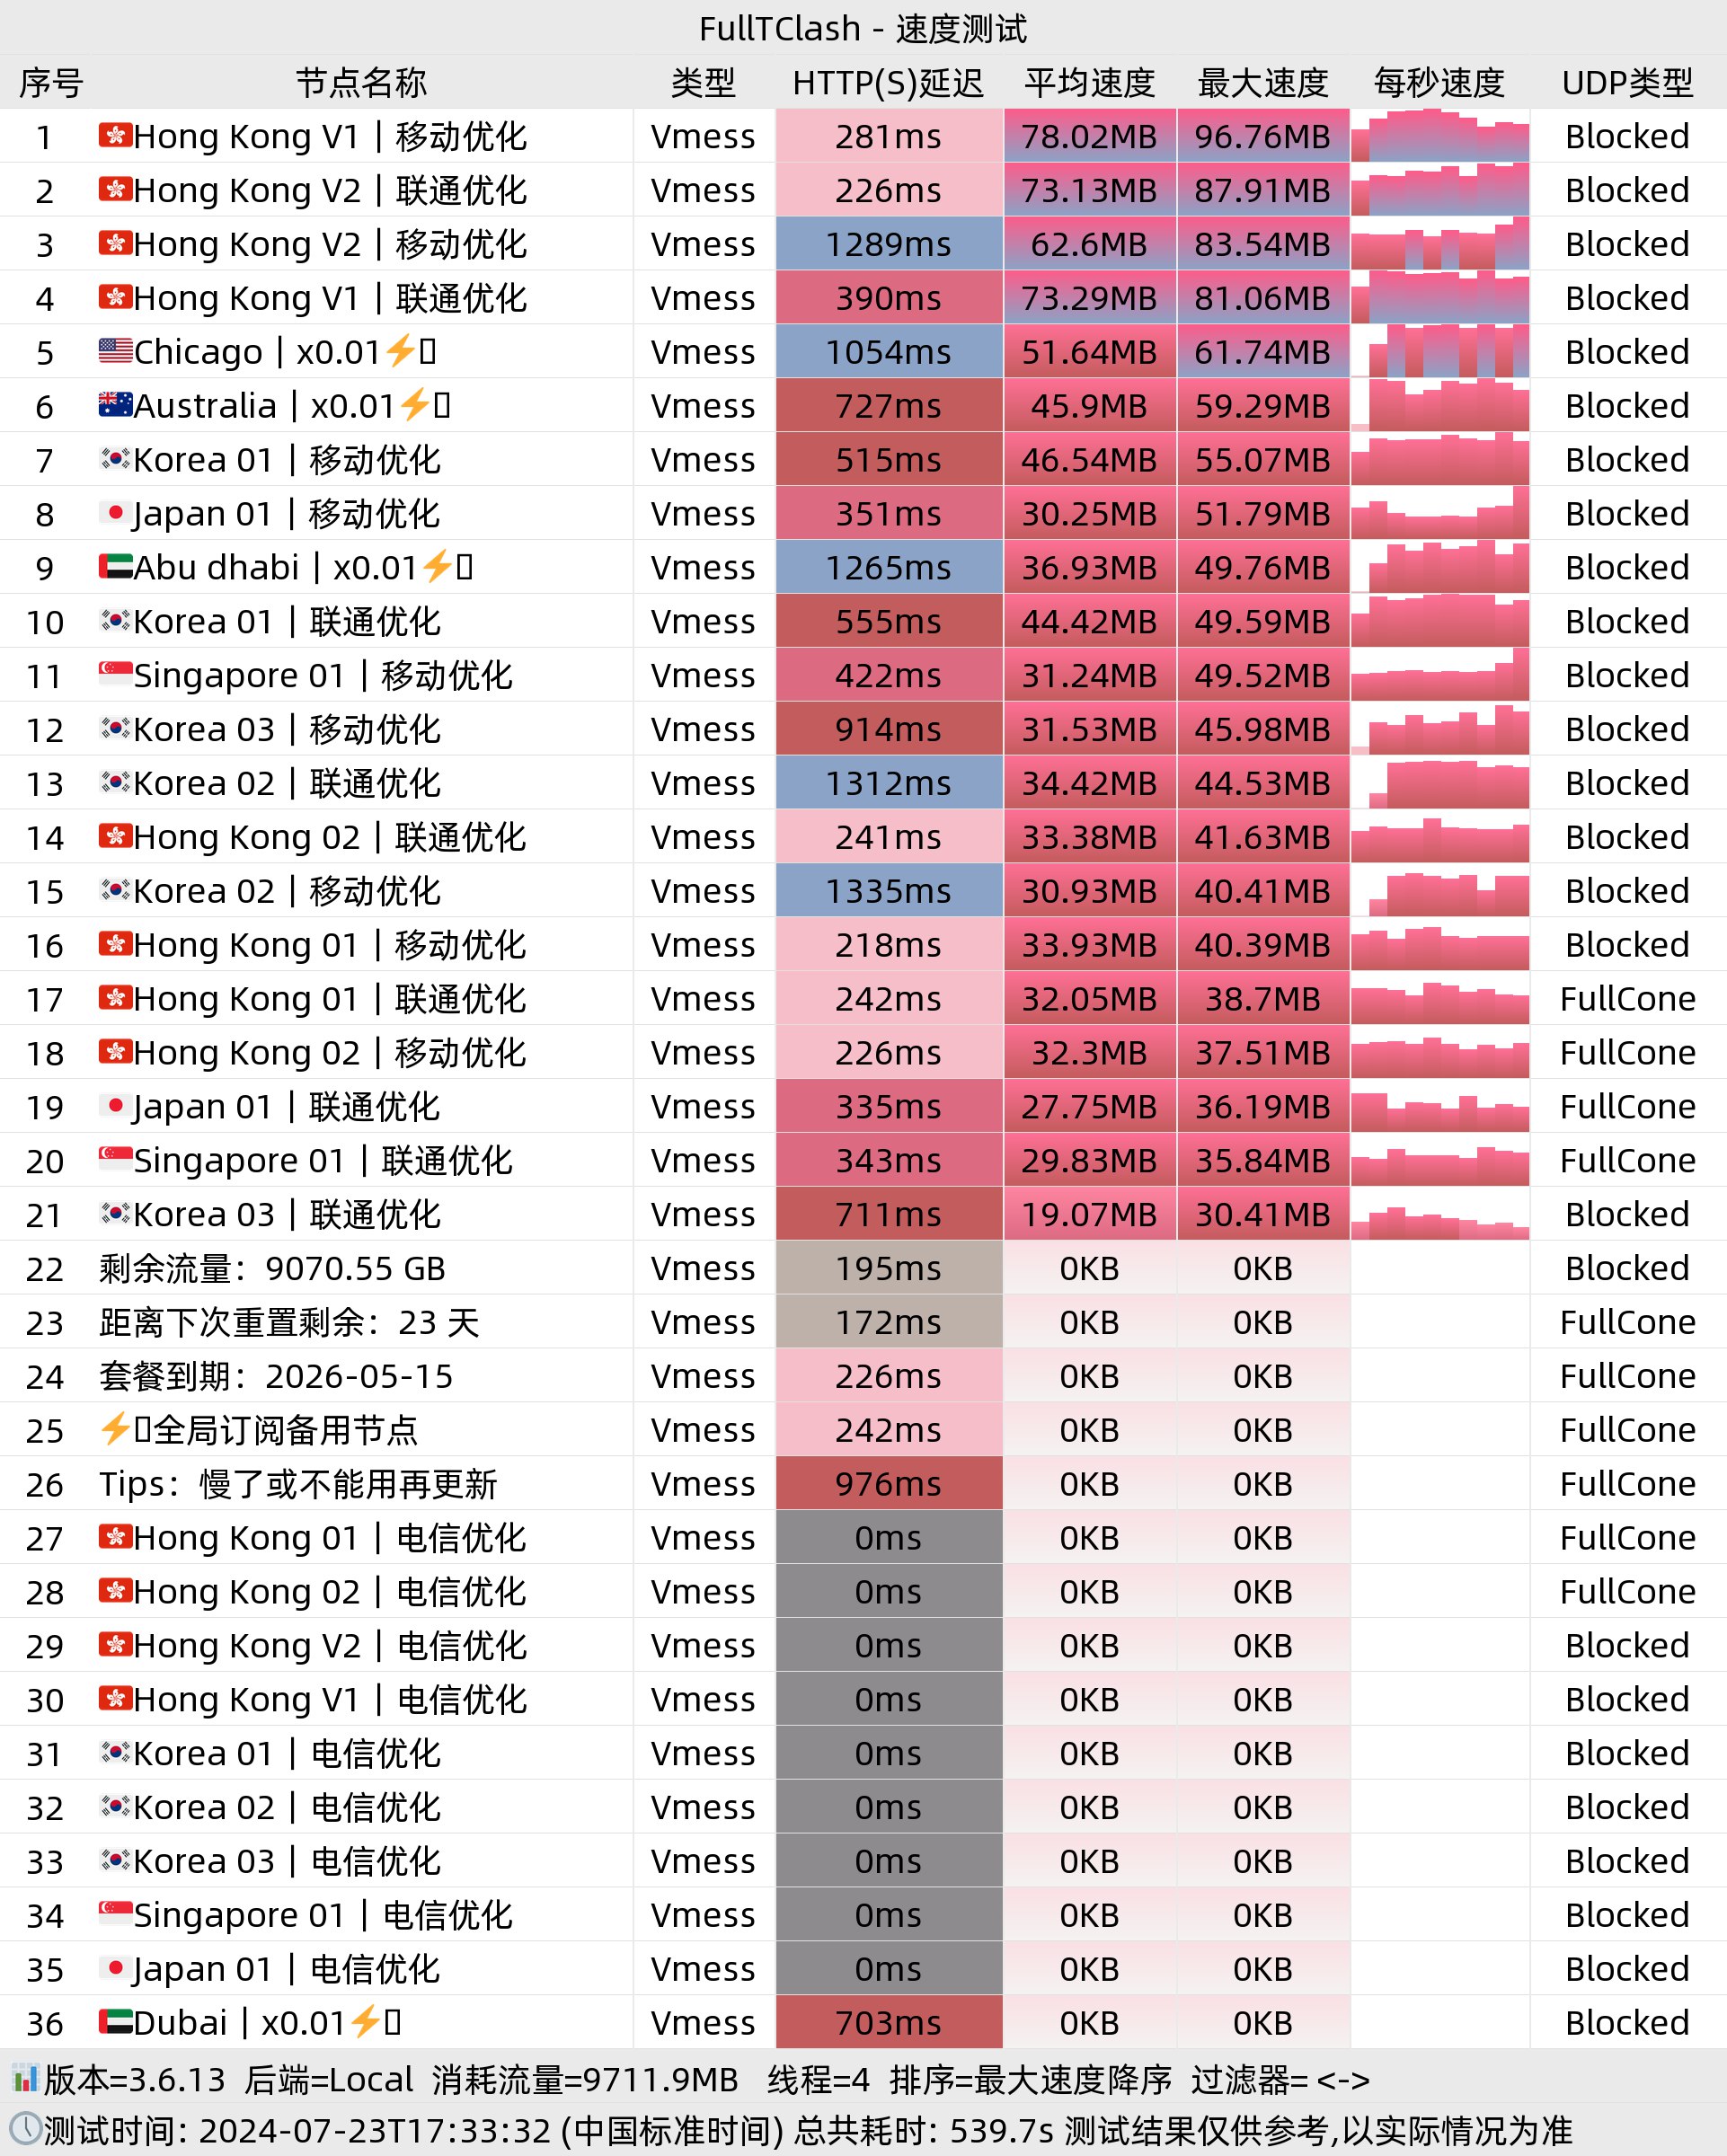 FullTClash - 速度测试
序号 节点名称 类型 HTTP(S)延迟 平均速度 最大速度 每秒速度 UDP类型
1 🇭🇰Hong Kong V1 | 移动优化 Vmess 281ms 78.02MB 96.76MB Blocked
2 🇭🇰Hong Kong V2 | 联通优化 Vmess 226ms 73.13MB 87.91MB Blocked
3 🇭🇰Hong Kong V2 | 移动优化 Vmess 1289ms 62.6MB 83.54MB Blocked
4 🇭🇰Hong Kong V1 | 联通优化 Vmess 390ms 73.29MB 81.06MB Blocked
5 🇺🇸Chicago | x0.01⚡ Vmess 1054ms 51.64MB 61.74MB Blocked
6 🇦🇺Australia | x0.01⚡ Vmess 727ms 45.9MB 59.29MB Blocked
7 🇰🇷Korea 01 | 移动优化 Vmess 515ms 46.54MB 55.07MB Blocked
8 🇯🇵Japan 01 | 移动优化 Vmess 351ms 30.25MB 51.79MB Blocked
9 🇦🇪Abu dhabi | x0.01⚡ Vmess 1265ms 36.93MB 49.76MB Blocked
10 🇰🇷Korea 01 | 联通优化 Vmess 555ms 44.42MB 49.59MB Blocked
11 🇸🇬Singapore 01 | 移动优化 Vmess 422ms 31.24MB 49.52MB Blocked
12 🇰🇷Korea 03 | 移动优化 Vmess 914ms 31.53MB 45.98MB Blocked
13 🇰🇷Korea 02 | 联通优化 Vmess 1312ms 34.42MB 44.53MB Blocked
14 🇭🇰Hong Kong 02 | 联通优化 Vmess 241ms 33.38MB 41.63MB Blocked
15 🇰🇷Korea 02 | 移动优化 Vmess 1335ms 30.93MB 40.41MB Blocked
16 🇭🇰Hong Kong 01 | 移动优化 Vmess 218ms 33.93MB 40.39MB Blocked
17 🇭🇰Hong Kong 01 | 联通优化 Vmess 242ms 32.05MB 38.7MB FullCone
18 🇭🇰Hong Kong 02 | 移动优化 Vmess 226ms 32.3MB 37.51MB FullCone
19 🇯🇵Japan 01 | 联通优化 Vmess 335ms 27.75MB 36.19MB FullCone
20 🇸🇬Singapore 01 | 联通优化 Vmess 343ms 29.83MB 35.84MB FullCone
21 🇰🇷Korea 03 | 联通优化 Vmess 711ms 19.07MB 30.41MB Blocked
22 剩余流量：9070.55 GB Vmess 195ms 0KB 0KB Blocked
23 距离下次重置剩余：23 天 Vmess 172ms 0KB 0KB FullCone
24 套餐到期：2026-05-15 Vmess 226ms 0KB 0KB FullCone
25 ⚡全局订阅备用节点 Vmess 242ms 0KB 0KB FullCone
26 Tips：慢了或不能用再更新 Vmess 976ms 0KB 0KB FullCone
27 🇭🇰Hong Kong 01 | 电信优化 Vmess 0ms 0KB 0KB FullCone
28 🇭🇰Hong Kong 02 | 电信优化 Vmess 0ms 0KB 0KB FullCone
29 🇭🇰Hong Kong V2 | 电信优化 Vmess 0ms 0KB 0KB Blocked
30 🇭🇰Hong Kong V1 | 电信优化 Vmess 0ms 0KB 0KB Blocked
31 🇰🇷Korea 01 | 电信优化 Vmess 0ms 0KB 0KB Blocked
32 🇰🇷Korea 02 | 电信优化 Vmess 0ms 0KB 0KB Blocked
33 🇰🇷Korea 03 | 电信优化 Vmess 0ms 0KB 0KB Blocked
34 🇸🇬Singapore 01 | 电信优化 Vmess 0ms 0KB 0KB Blocked
35 🇯🇵Japan 01 | 电信优化 Vmess 0ms 0KB 0KB Blocked
36 🇦🇪Dubai | x0.01⚡ Vmess 703ms 0KB 0KB Blocked
📊版本=3.6.13 后端=Local 消耗流量=9711.9MB 线程=4 排序=最大速度降序 过滤器= <->
🕔测试时间: 2024-07-23T17:33:32 (中国标准时间) 总共耗时: 539.7s 测试结果仅供参考,以实际情况为准